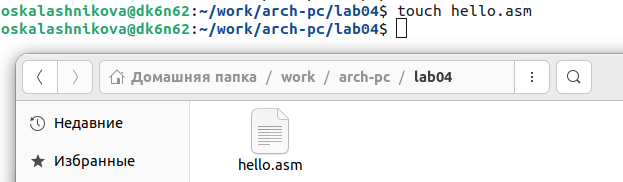 oskalashnikova@dk6n62:~/work/arch-pc/lab04$ touch hello.asm
oskalashnikova@dk6n62:~/work/arch-pc/lab04$
Домашняя папка / work / arch-pc / lab04
Недавние
Избранные
hello.asm